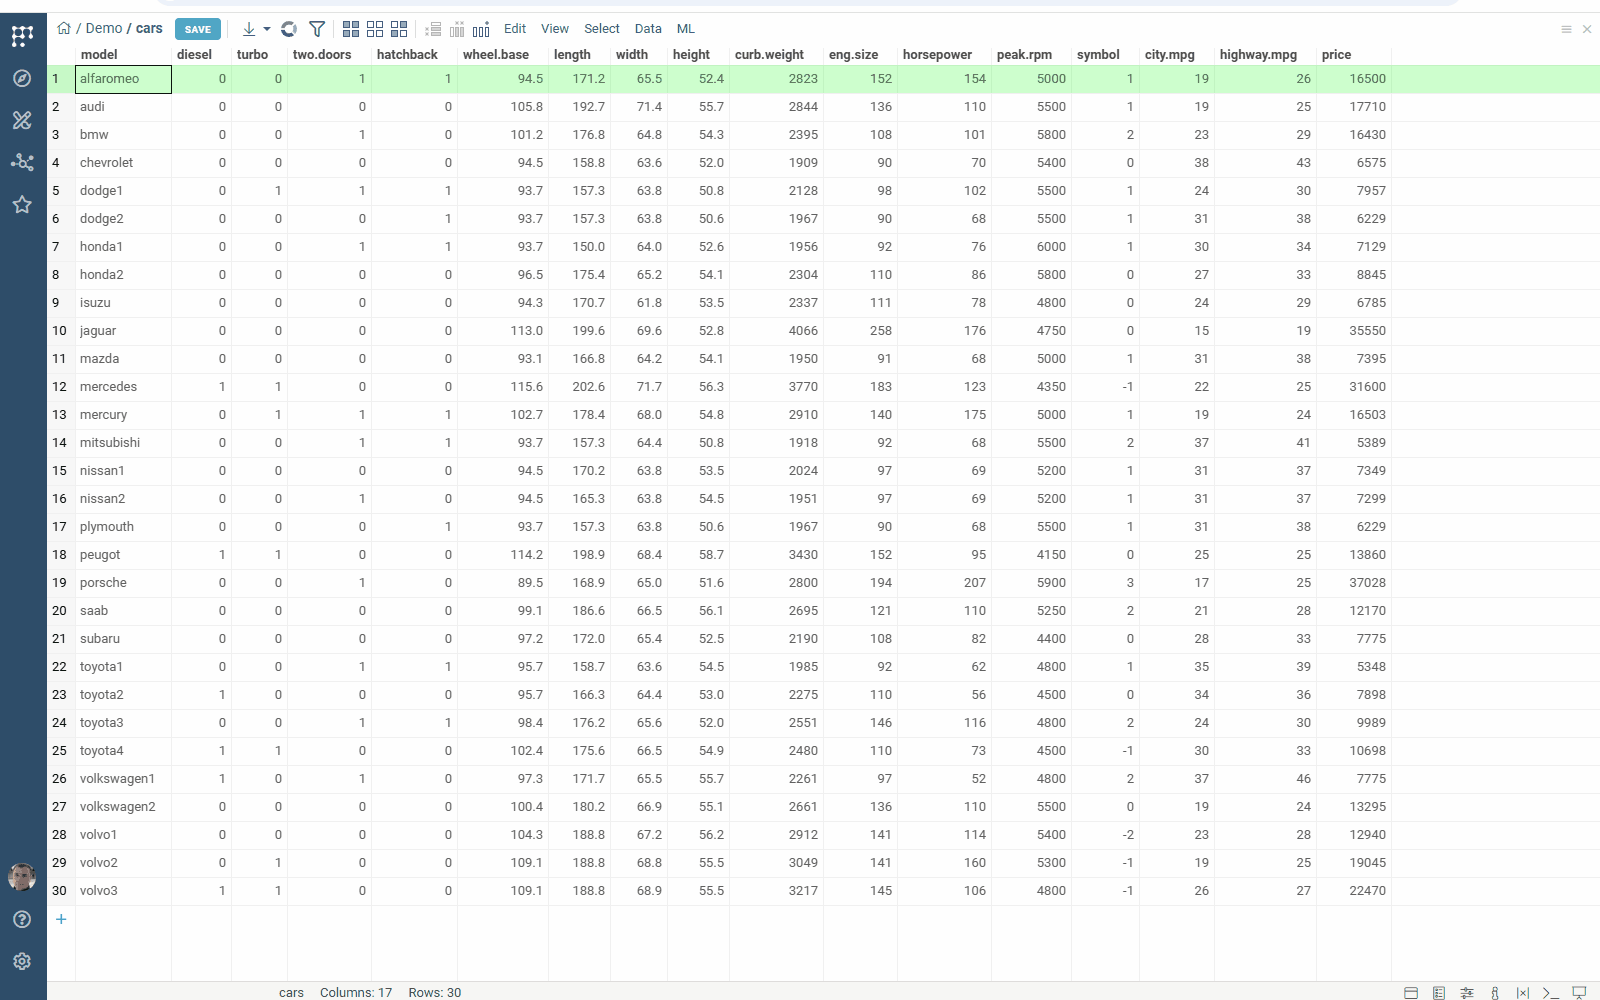 / Demo / cars SAVE Edit View Select Data ML
model diesel turbo two.doors hatchback wheel.base length width height curb.weight eng.size horsepower peak.rpm symbol city.mpg highway.mpg price
1 alfaromeo 0 0 1 1 94.5 171.2 65.5 52.4 2823 152 154 5000 1 19 26 16500
2 audi 0 0 0 0 105.8 192.7 71.4 55.7 2844 136 110 5500 1 19 25 17710
3 bmw 0 0 1 0 101.2 176.8 64.8 54.3 2395 108 101 5800 2 23 29 16430
4 chevrolet 0 0 0 0 94.5 158.8 63.6 52.0 1909 90 70 5400 0 38 43 6575
5 dodge1 0 1 1 1 93.7 157.3 63.8 50.8 2128 98 102 5500 1 24 30 7957
6 dodge2 0 0 0 1 93.7 157.3 63.8 50.6 1967 90 68 5500 1 31 38 6229
7 honda1 0 0 1 1 93.7 150.0 64.0 52.6 1956 92 76 6000 1 30 34 7129
8 honda2 0 0 0 0 96.5 175.4 65.2 54.1 2304 110 86 5800 0 27 33 8845
9 isuzu 0 0 0 0 94.3 170.7 61.8 53.5 2337 111 78 4800 0 24 29 6785
10 jaguar 0 0 0 0 113.0 199.6 69.6 52.8 4066 258 176 4750 0 15 19 35550
11 mazda 0 0 0 0 93.1 166.8 64.2 54.1 1950 91 68 5000 1 31 38 7395
12 mercedes 1 1 0 0 115.6 202.6 71.7 56.3 3770 183 123 4350 -1 22 25 31600
13 mercury 0 1 1 1 102.7 178.4 68.0 54.8 2910 140 175 5000 1 19 24 16503
14 mitsubishi 0 0 1 1 93.7 157.3 64.4 50.8 1918 92 68 5500 2 37 41 5389
15 nissan1 0 0 0 0 94.5 170.2 63.8 53.5 2024 97 69 5200 1 31 37 7349
16 nissan2 0 0 1 0 94.5 165.3 63.8 54.5 1951 97 69 5200 1 31 37 7299
17 plymouth 0 0 0 1 93.7 157.3 63.8 50.6 1967 90 68 5500 1 31 38 6229
18 peugot 1 1 0 0 114.2 198.9 68.4 58.7 3430 152 95 4150 0 25 25 13860
19 porsche 0 0 1 0 89.5 168.9 65.0 51.6 2800 194 207 5900 3 17 25 37028
20 saab 0 0 0 0 99.1 186.6 66.5 56.1 2695 121 110 5250 2 21 28 12170
21 subaru 0 0 0 0 97.2 172.0 65.4 52.5 2190 108 82 4400 0 28 33 7775
22 toyota1 0 0 1 1 95.7 158.7 63.6 54.5 1985 92 62 4800 1 35 39 5348
23 toyota2 1 0 0 0 95.7 166.3 64.4 53.0 2275 110 56 4500 0 34 36 7898
24 toyota3 0 0 1 1 98.4 176.2 65.6 52.0 2551 146 116 4800 2 24 30 9989
25 toyota4 1 1 0 0 102.4 175.6 66.5 54.9 2480 110 73 4500 -1 30 33 10698
26 volkswagen1 1 0 1 0 97.3 171.7 65.5 55.7 2261 97 52 4800 2 37 46 7775
27 volkswagen2 0 0 0 0 100.4 180.2 66.9 55.1 2661 136 110 5500 0 19 24 13295
28 volvo1 0 0 0 0 104.3 188.8 67.2 56.2 2912 141 114 5400 -2 23 28 12940
29 volvo2 0 1 0 0 109.1 188.8 68.8 55.5 3049 141 160 5300 -1 19 25 19045
30 volvo3 1 1 0 0 109.1 188.8 68.9 55.5 3217 145 106 4800 -1 26 27 22470
+
cars Columns: 17 Rows: 30